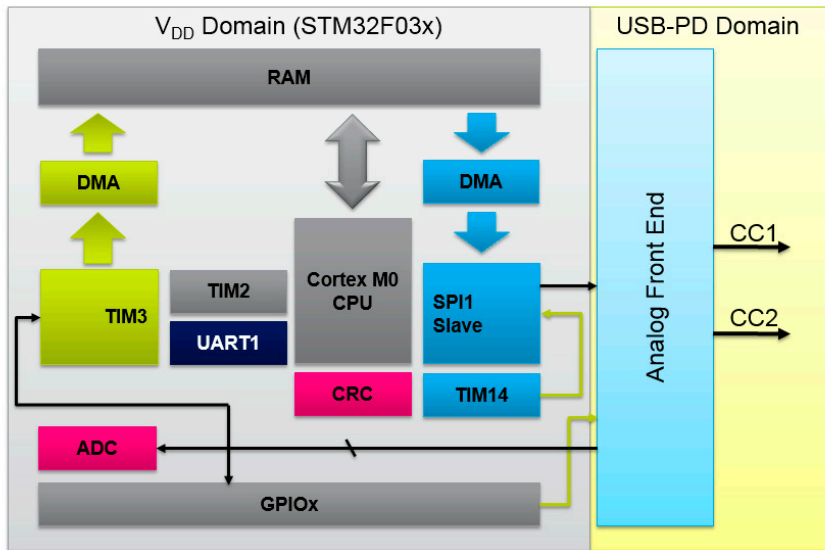 V_DD Domain (STM32F03x)
USB-PD Domain
RAM
DMA
DMA
TIM3
TIM2
UART1
Cortex M0
CPU
SPI1
Slave
CRC
TIM14
ADC
GPIOx
Analog Front End
CC1
CC2